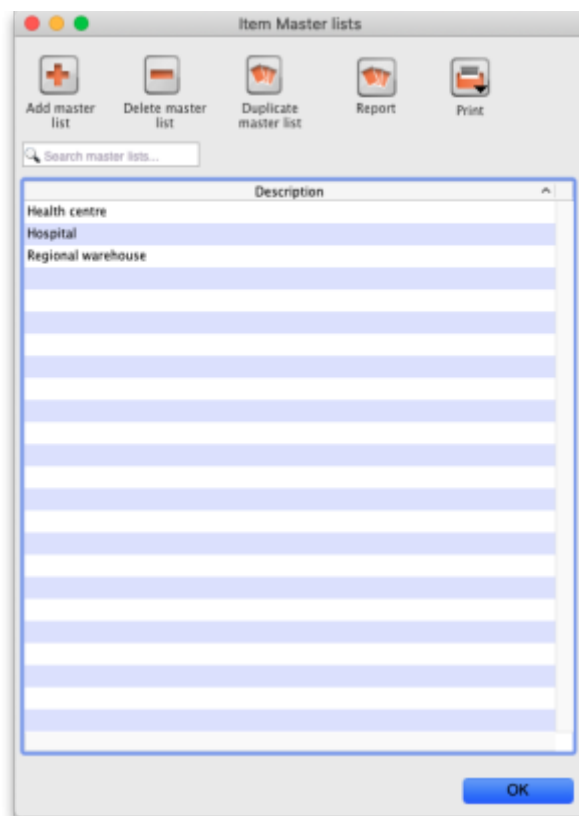 Item Master lists
Add master list
Delete master list
Duplicate master list
Report
Print
Search master lists...
Description
Health centre
Hospital
Regional warehouse
OK